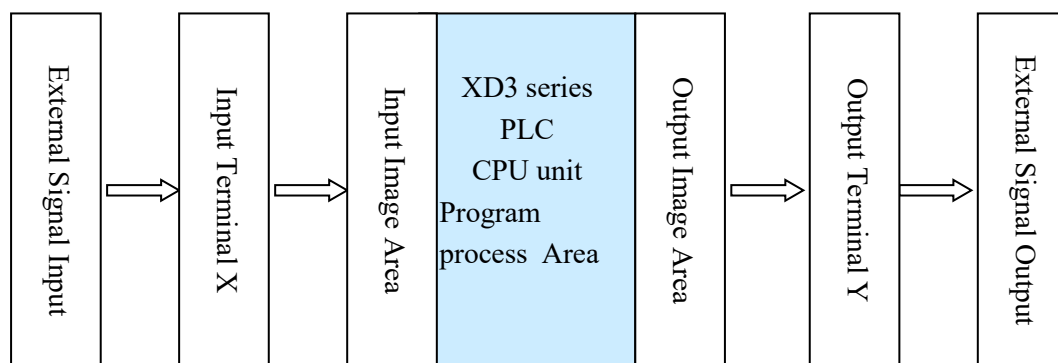 External Signal Input
Input Terminal X
Input Image Area
XD3 series
PLC
CPU unit
Program
process Area
Output Image Area
Output Terminal Y
External Signal Output